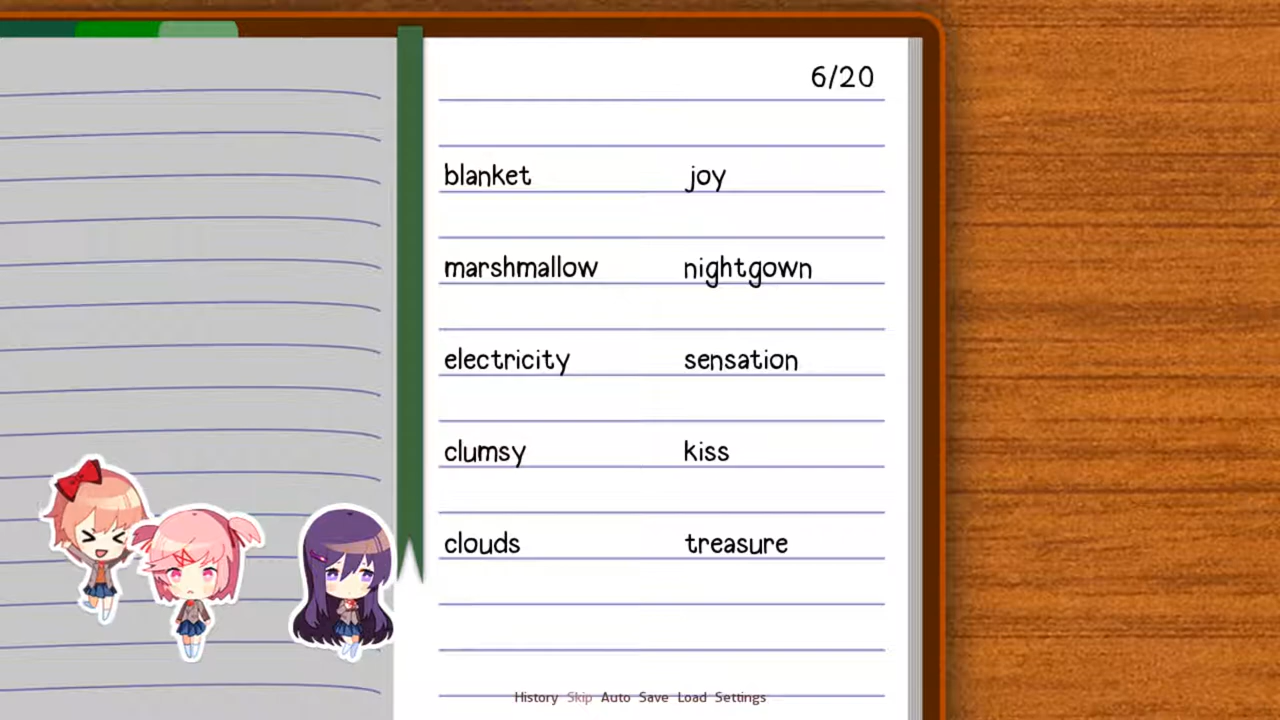 6/20
blanket joy
marshmallow nightgown
electricity sensation
clumsy kiss
clouds treasure
History Skip Auto Save Load Settings